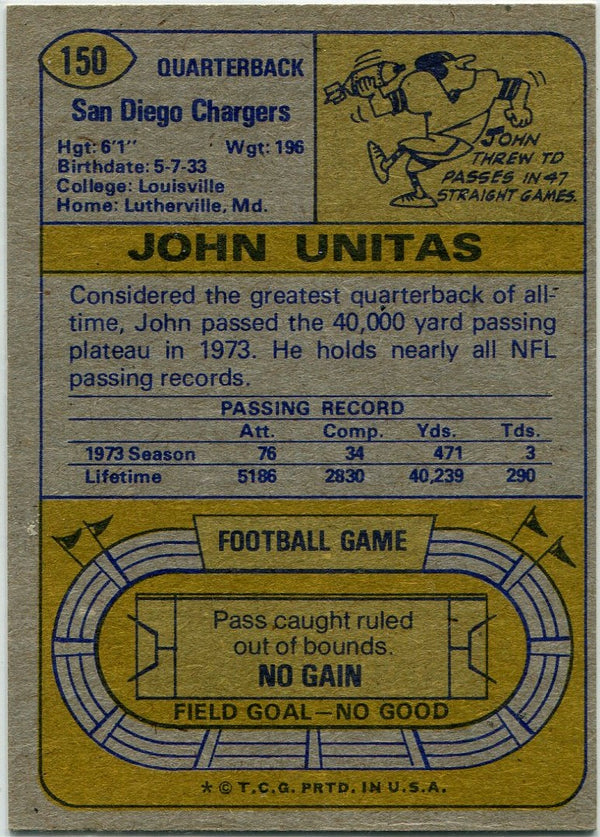 150
QUARTERBACK
San Diego Chargers
Hgt: 6'1" Wgt: 196
Birthdate: 5-7-33
College: Louisville
Home: Lutherville, Md.
JOHN
THREW TD
PASSES IN 47
STRAIGHT GAMES.
JOHN UNITAS
Considered the greatest quarterback of all-
time, John passed the 40,000 yard passing
plateau in 1973. He holds nearly all NFL
passing records.
PASSING RECORD
Att. Comp. Yds. Tds.
1973 Season 76 34 471 3
Lifetime 5186 2830 40,239 290
FOOTBALL GAME
Pass caught ruled
out of bounds.
NO GAIN
FIELD GOAL—NO GOOD
* © T.C.G. PRTD. IN U.S.A.